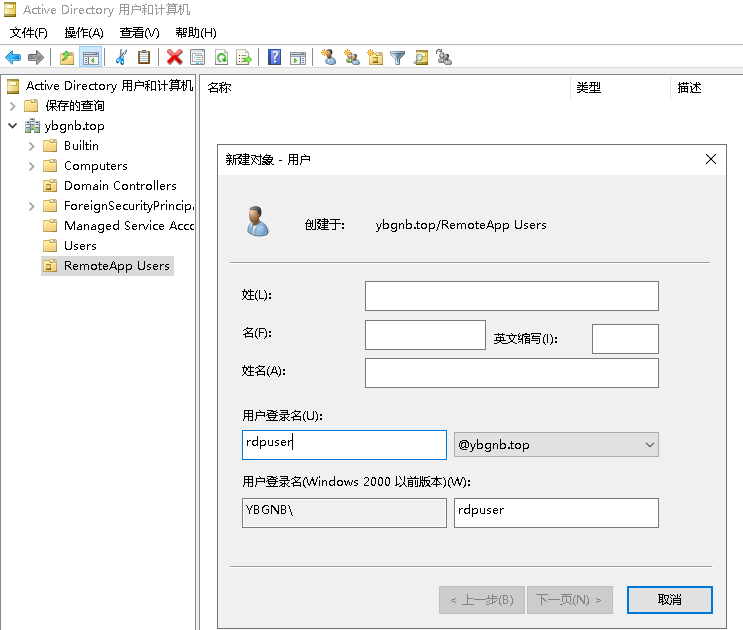 Active Directory 用户和计算机
文件(F) 操作(A) 查看(V) 帮助(H)
Active Directory 用户和计算机
保存的查询
ybgnb.top
Builtin
Computers
Domain Controllers
ForeignSecurityPrincip
Managed Service Acco
Users
RemoteApp Users
名称 类型 描述
新建对象 - 用户
创建于: ybgnb.top/RemoteApp Users
姓(L):
名(F): 英文缩写(I):
姓名(A):
用户登录名(U):
rdpuser @ybgnb.top
用户登录名(Windows 2000 以前版本)(W):
YBGNB\ rdpuser
< 上一步(B) 下一页(N) > 取消